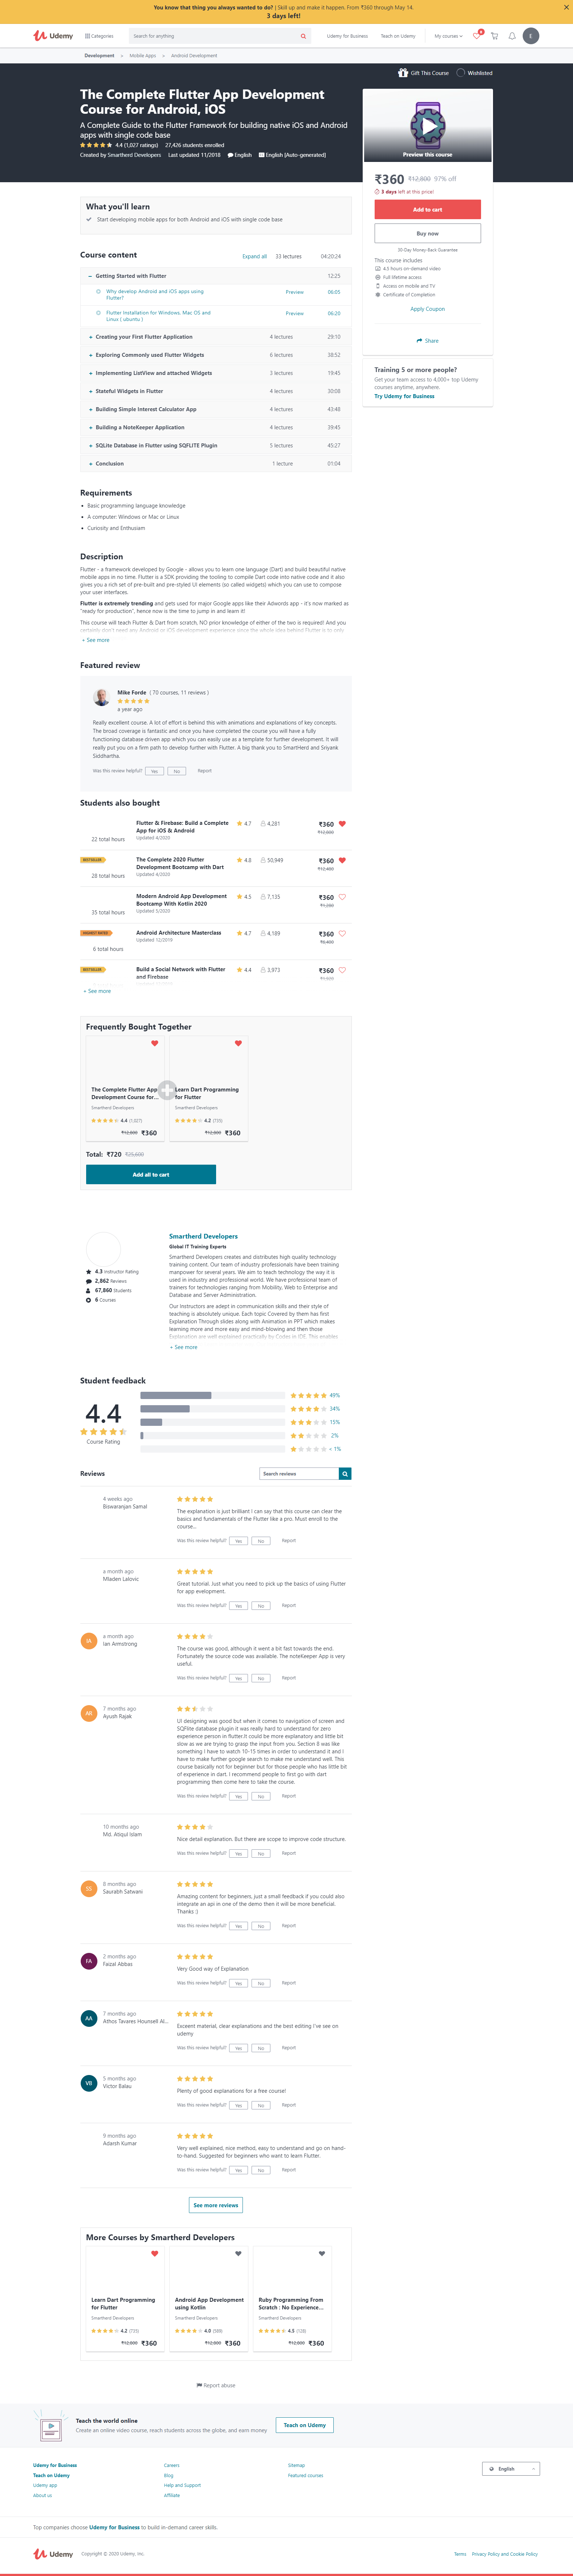 You know that thing you always wanted to do? | Skill up and make it happen. From ₹360 through May 14.
3 days left!
Udemy
Categories
Search for anything
Udemy for Business
Teach on Udemy
My courses
E
Development
Mobile Apps
Android Development
Gift This Course
Wishlisted
The Complete Flutter App Development
Course for Android, iOS
A Complete Guide to the Flutter Framework for building native iOS and Android
apps with single code base
4.4 (1,027 ratings) 27,426 students enrolled
Created by Smartherd Developers Last updated 11/2018 English English [Auto-generated]
Preview this course
₹360 ₹12,800 97% off
3 days left at this price!
Add to cart
Buy now
30-Day Money-Back Guarantee
This course includes
4.5 hours on-demand video
Full lifetime access
Access on mobile and TV
Certificate of Completion
Apply Coupon
Share
Training 5 or more people?
Get your team access to 4,000+ top Udemy
courses anytime, anywhere.
Try Udemy for Business
What you'll learn
Start developing mobile apps for both Android and iOS with single code base
Course content
Expand all 33 lectures 04:20:24
Getting Started with Flutter 12:25
Why develop Android and iOS apps using
Flutter?
Preview 06:05
Flutter Installation for Windows, Mac OS and
Linux ( ubuntu )
Preview 06:20
Creating your First Flutter Application 4 lectures 29:10
Exploring Commonly used Flutter Widgets 6 lectures 38:52
Implementing ListView and attached Widgets 3 lectures 19:45
Stateful Widgets in Flutter 4 lectures 30:08
Building Simple Interest Calculator App 4 lectures 43:48
Building a NoteKeeper Application 4 lectures 39:45
SQLite Database in Flutter using SQFLITE Plugin 5 lectures 45:27
Conclusion 1 lecture 01:04
Requirements
Basic programming language knowledge
A computer: Windows or Mac or Linux
Curiosity and Enthusiasm
Description
Flutter - a framework developed by Google - allows you to learn one language (Dart) and build beautiful native
mobile apps in no time. Flutter is a SDK providing the tooling to compile Dart code into native code and it also
gives you a rich set of pre-built and pre-styled UI elements (so called widgets) which you can use to compose
your user interfaces.
Flutter is extremely trending and gets used for major Google apps like their Adwords app - it's now marked as
"ready for production", hence now is the time to jump in and learn it!
This course will teach Flutter & Dart from scratch, NO prior knowledge of either of the two is required! And you
certainly don't need any Android or iOS development experience since the whole idea behind Flutter is to only
+ See more
Featured review
Mike Forde ( 70 courses, 11 reviews )
a year ago
Really excellent course. A lot of effort is behind this with animations and explanations of key concepts.
The broad coverage is fantastic and once you have completed the course you will have a fully
functioning database driven app which you can easily use as a template for further development. It will
really put you on a firm path to develop further with Flutter. A big thank you to SmartHerd and Sriyank
Siddhartha.
Was this review helpful? Yes No Report
Students also bought
22 total hours
Flutter & Firebase: Build a Complete
App for iOS & Android
Updated 4/2020
4.7 4,281 ₹360
₹12,800
BESTSELLER
28 total hours
The Complete 2020 Flutter
Development Bootcamp with Dart
Updated 4/2020
4.8 50,949 ₹360
₹12,480
35 total hours
Modern Android App Development
Bootcamp With Kotlin 2020
Updated 5/2020
4.5 7,135 ₹360
HIGHEST RATED
6 total hours
Android Architecture Masterclass
Updated 12/2019
4.7 4,189 ₹360
BESTSELLER
Build a Social Network with Flutter
and Firebase
4.4 3,973 ₹360
+ See more
Frequently Bought Together
The Complete Flutter App
Development Course for...
Smartherd Developers
4.4 (1,027)
₹12,800 ₹360
Learn Dart Programming
for Flutter
Smartherd Developers
4.2 (735)
₹12,800 ₹360
Total: ₹720 ₹25,600
Add all to cart
4.3 Instructor Rating
2,862 Reviews
67,860 Students
6 Courses
Smartherd Developers
Global IT Training Experts
Smartherd Developers creates and distributes high quality technology
training content. Our team of industry professionals have been training
manpower for several years. We aim to teach technology the way it is
used in industry and professional world. We have professional team of
trainers for technologies ranging from Mobility, Web to Enterprise and
Database and Server Administration.
Our Instructors are adept in communication skills and their style of
teaching is absolutely unique. Each topic Covered by them has first
Explanation Through slides along with Animation in PPT which makes
learning more and more easy and mind-blowing and then those
Explanation are well explained practically by Codes in IDE. This enables
+ See more
Student feedback
4.4
Course Rating
49%
34%
15%
2%
< 1%
Reviews
Search reviews
4 weeks ago
Biswaranjan Samal
The explanation is just brilliant I can say that this course can clear the
basics and fundamentals of the Flutter like a pro. Must enroll to the
course...
Was this review helpful? Yes No Report
a month ago
Mladen Lalovic
Great tutorial. Just what you need to pick up the basics of using Flutter
for app evelopment.
Was this review helpful? Yes No Report
IA
a month ago
Ian Armstrong
The course was good, although it went a bit fast towards the end.
Fortunately the source code was available. The noteKeeper App is very
useful.
Was this review helpful? Yes No Report
AR
7 months ago
Ayush Rajak
UI designing was good but when it comes to navigation of screen and
SQFlite database plugin it was really hard to understand for zero
experience person in flutter.It could be more explanatory and little bit
slow as we are trying to grasp the input from you. Section 8 was like
something I have to watch 10-15 times in order to understand it and I
have to make further google search to make me understand well. This
course basically not for beginner but for those people who has little bit
of experience in dart. I recommend people to first go with dart
programming then come here to take the course.
Was this review helpful? Yes No Report
10 months ago
Md. Atiqul Islam
Nice detail explanation. But there are scope to improve code structure.
Was this review helpful? Yes No Report
SS
8 months ago
Saurabh Satwani
Amazing content for beginners, just a small feedback if you could also
integrate an api in one of the demo then it will be more beneficial.
Thanks :)
Was this review helpful? Yes No Report
FA
2 months ago
Faizal Abbas
Very Good way of Explanation
Was this review helpful? Yes No Report
AA
7 months ago
Athos Tavares Hounsell Al...
Exceent material, clear explanations and the best editing I've see on
udemy
Was this review helpful? Yes No Report
VB
5 months ago
Victor Balau
Plenty of good explanations for a free course!
Was this review helpful? Yes No Report
9 months ago
Adarsh Kumar
Very well explained, nice method, easy to understand and go on hand-
to-hand. Suggested for beginners who want to learn Flutter.
Was this review helpful? Yes No Report
See more reviews
More Courses by Smartherd Developers
Learn Dart Programming
for Flutter
Smartherd Developers
4.2 (735)
₹12,800 ₹360
Android App Development
using Kotlin
Smartherd Developers
4.0 (569)
₹12,800 ₹360
Ruby Programming From
Scratch : No Experience...
Smartherd Developers
4.5 (128)
₹12,800 ₹360
Report abuse
Teach the world online
Create an online video course, reach students across the globe, and earn money
Teach on Udemy
Udemy for Business
Teach on Udemy
Udemy app
About us
Careers
Blog
Help and Support
Affiliate
Sitemap
Featured courses
English
Top companies choose Udemy for Business to build in-demand career skills.
Udemy
Copyright © 2020 Udemy, Inc.
Terms Privacy Policy and Cookie Policy